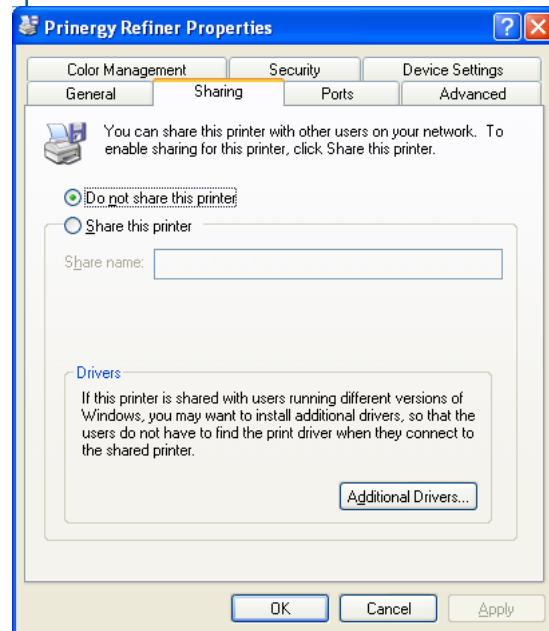 Prinergy Refiner Properties
Color Management Security Device Settings
General Sharing Ports Advanced
You can share this printer with other users on your network. To
enable sharing for this printer, click Share this printer.
Do not share this printer
Share this printer
Share name:
Drivers
If this printer is shared with users running different versions of
Windows, you may want to install additional drivers, so that the
users do not have to find the print driver when they connect to
the shared printer.
Additional Drivers...
OK Cancel Apply